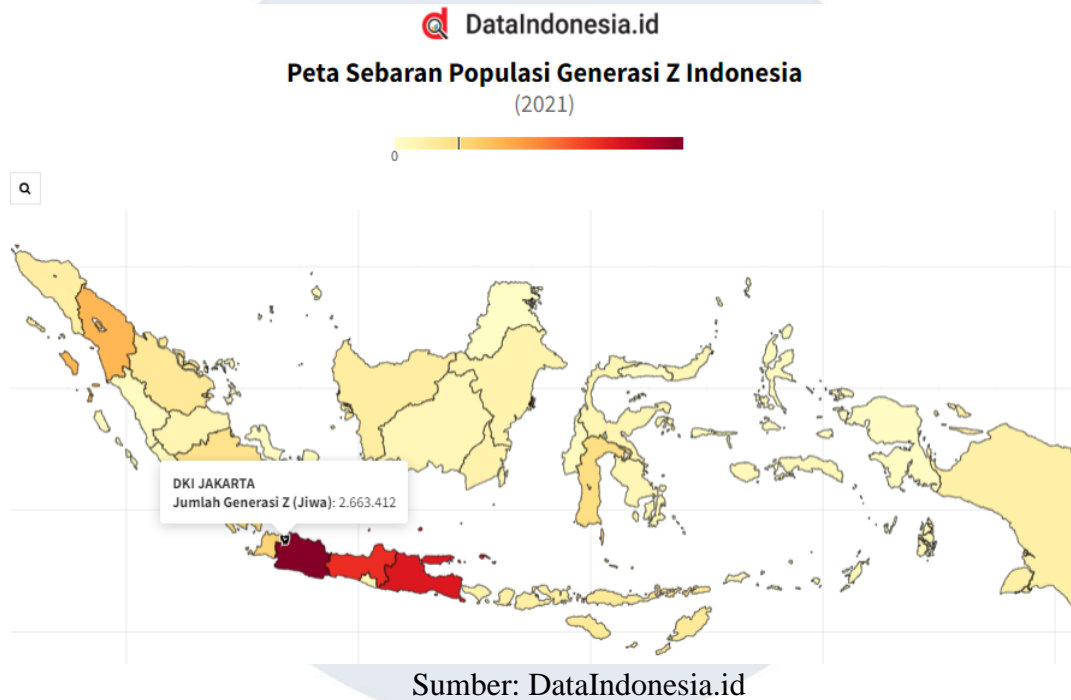 DataIndonesia.id
Peta Sebaran Populasi Generasi Z Indonesia
(2021)
0
DKI JAKARTA
Jumlah Generasi Z (Jiwa): 2.663.412
Sumber: DataIndonesia.id